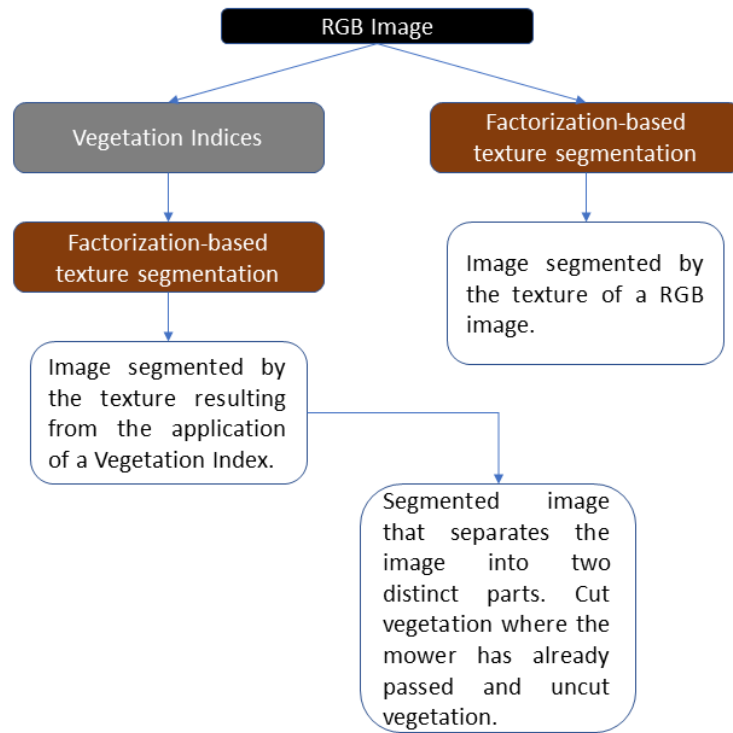 RGB Image
Vegetation Indices
Factorization-based
texture segmentation
Factorization-based
texture segmentation
Image segmented by
the texture of a RGB
image.
Image segmented by
the texture resulting
from the application
of a Vegetation Index.
Segmented image
that separates the
image into two
distinct parts. Cut
vegetation where the
mower has already
passed and uncut
vegetation.